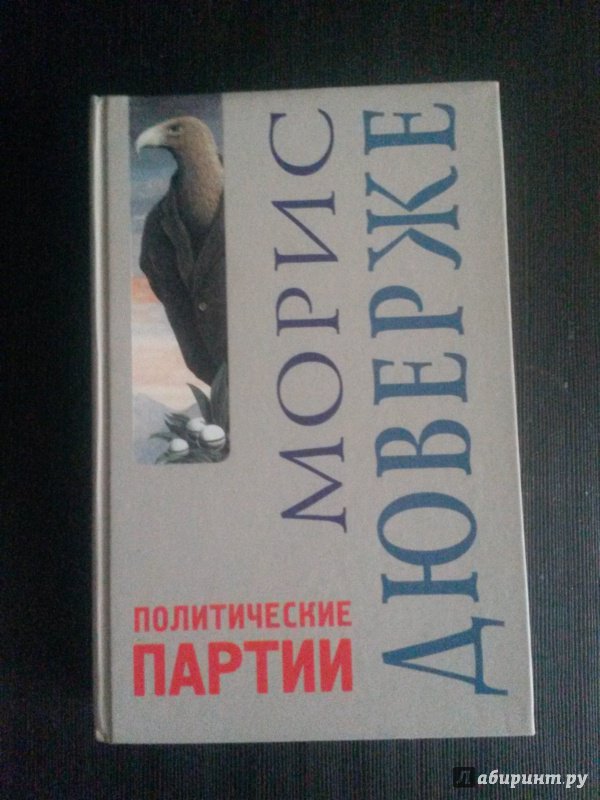 МОРИС
ДЮВЕРЖЕ
ПОЛИТИЧЕСКИЕ
ПАРТИИ
Лабиринт.ру